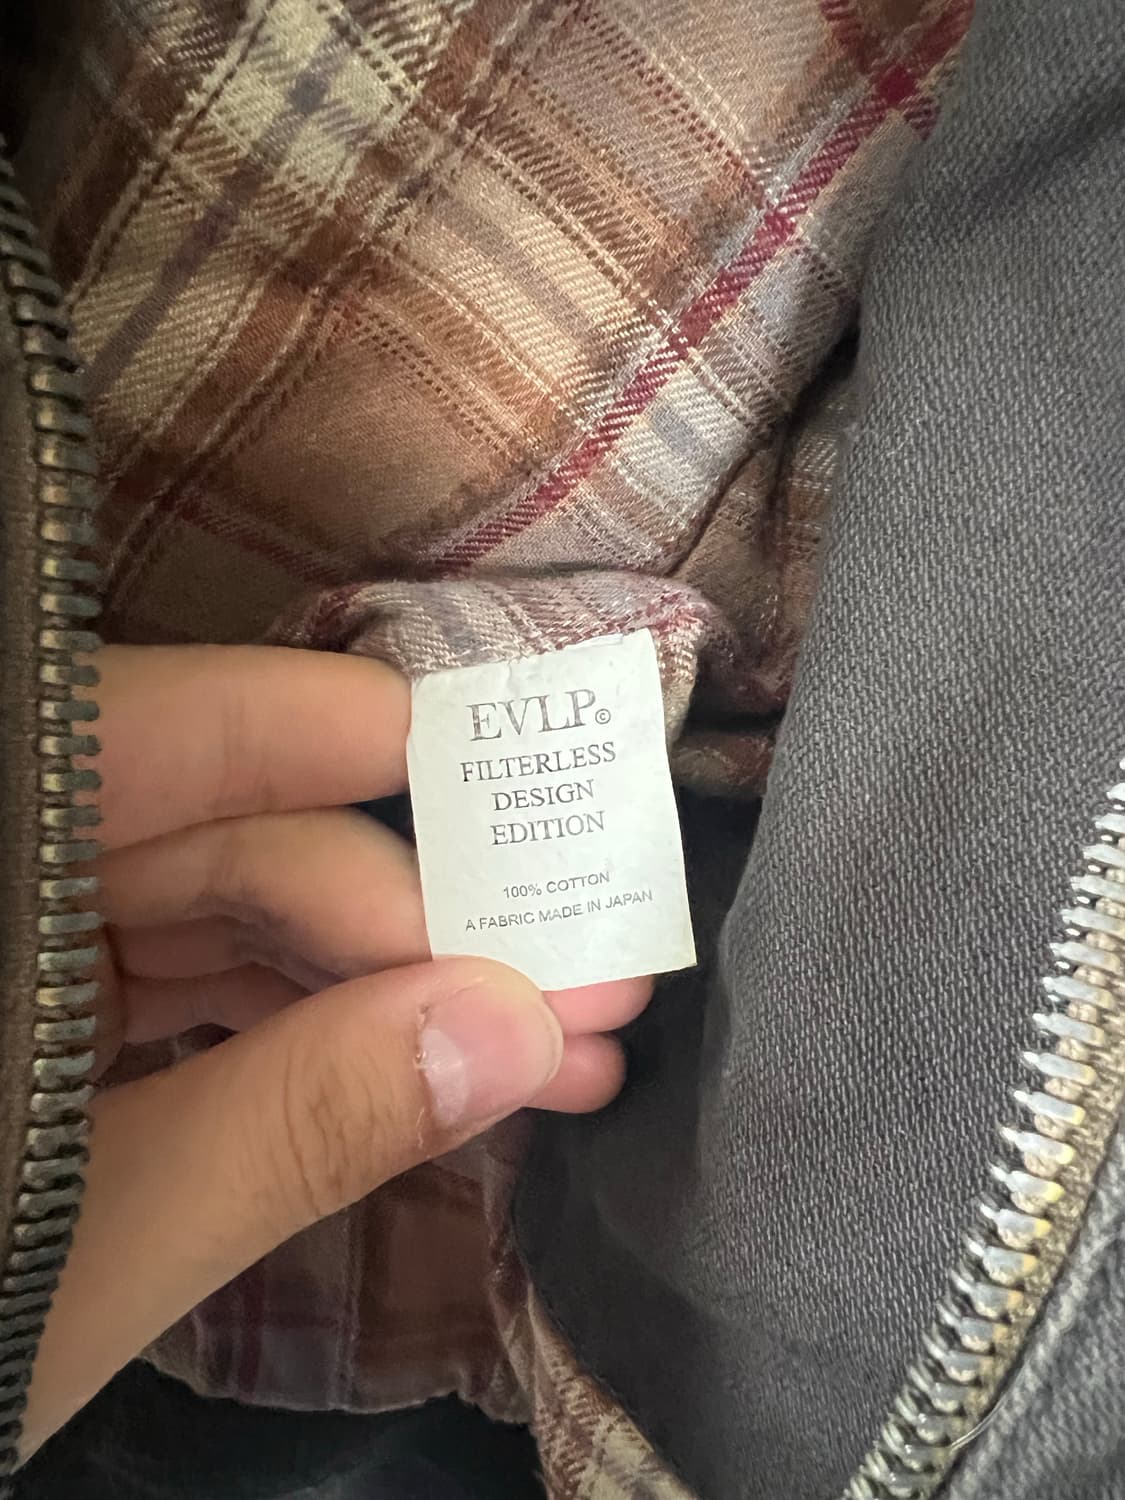 EVLP©
FILTERLESS
DESIGN
EDITION
100% COTTON
A FABRIC MADE IN JAPAN